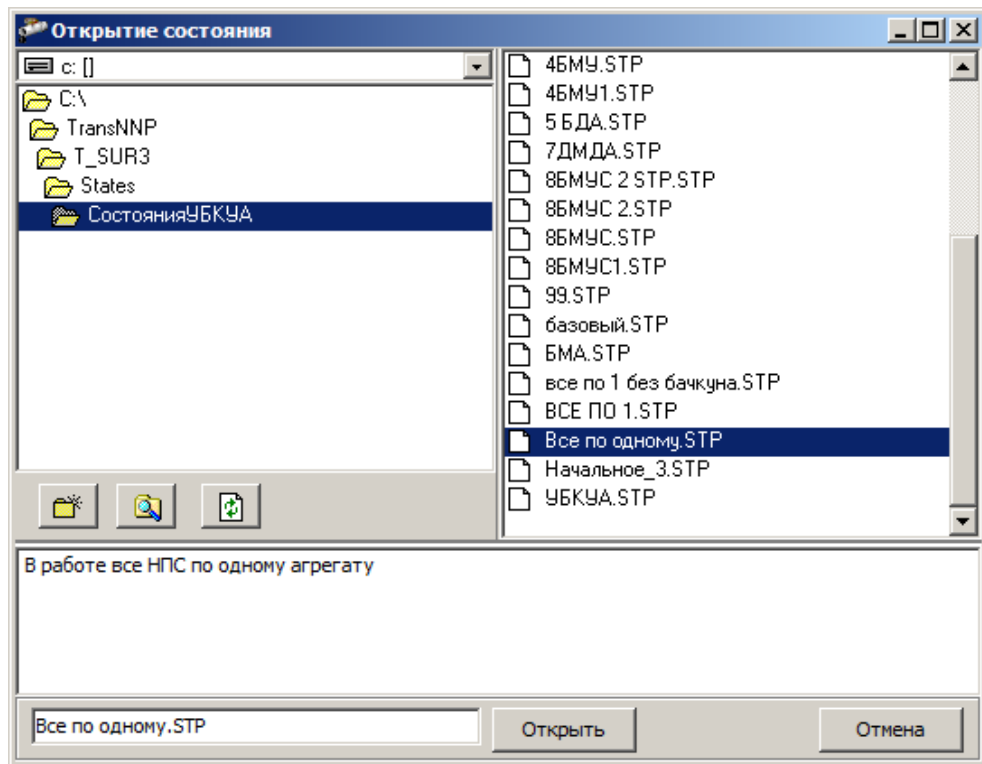 Открытие состояния
c: []
C:\
TransNNP
T_SUR3
States
СостоянияУБКУА
4БМУ.STP
4БМУ1.STP
5 БДА.STP
7ДМДА.STP
8БМУС 2 STP.STP
8БМУС 2.STP
8БМУС.STP
8БМУС1.STP
99.STP
базовый.STP
БМА.STP
все по 1 без бачкуна.STP
ВСЕ ПО 1.STP
Все по одному.STP
Начальное_3.STP
УБКУА.STP
В работе все НПС по одному агрегату
Все по одному.STP
Открыть
Отмена